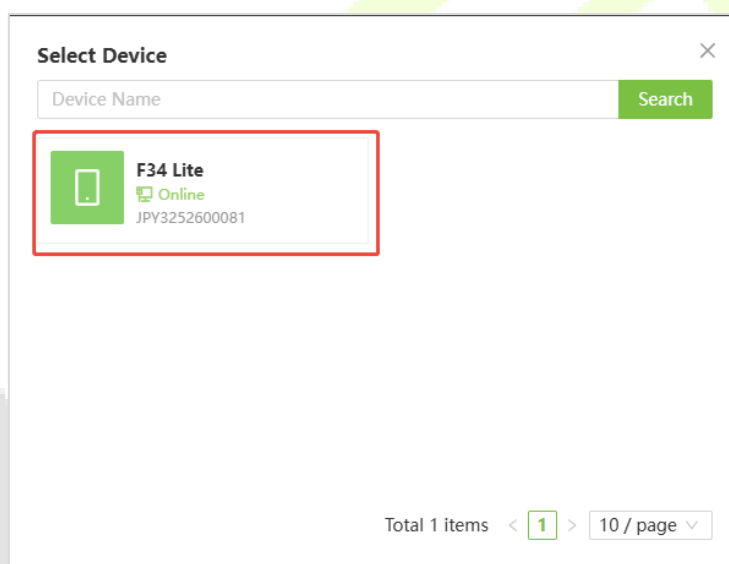 Select Device
Device Name
Search
F34 Lite
Online
JPY3252600081
Total 1 items < 1 > 10 / page